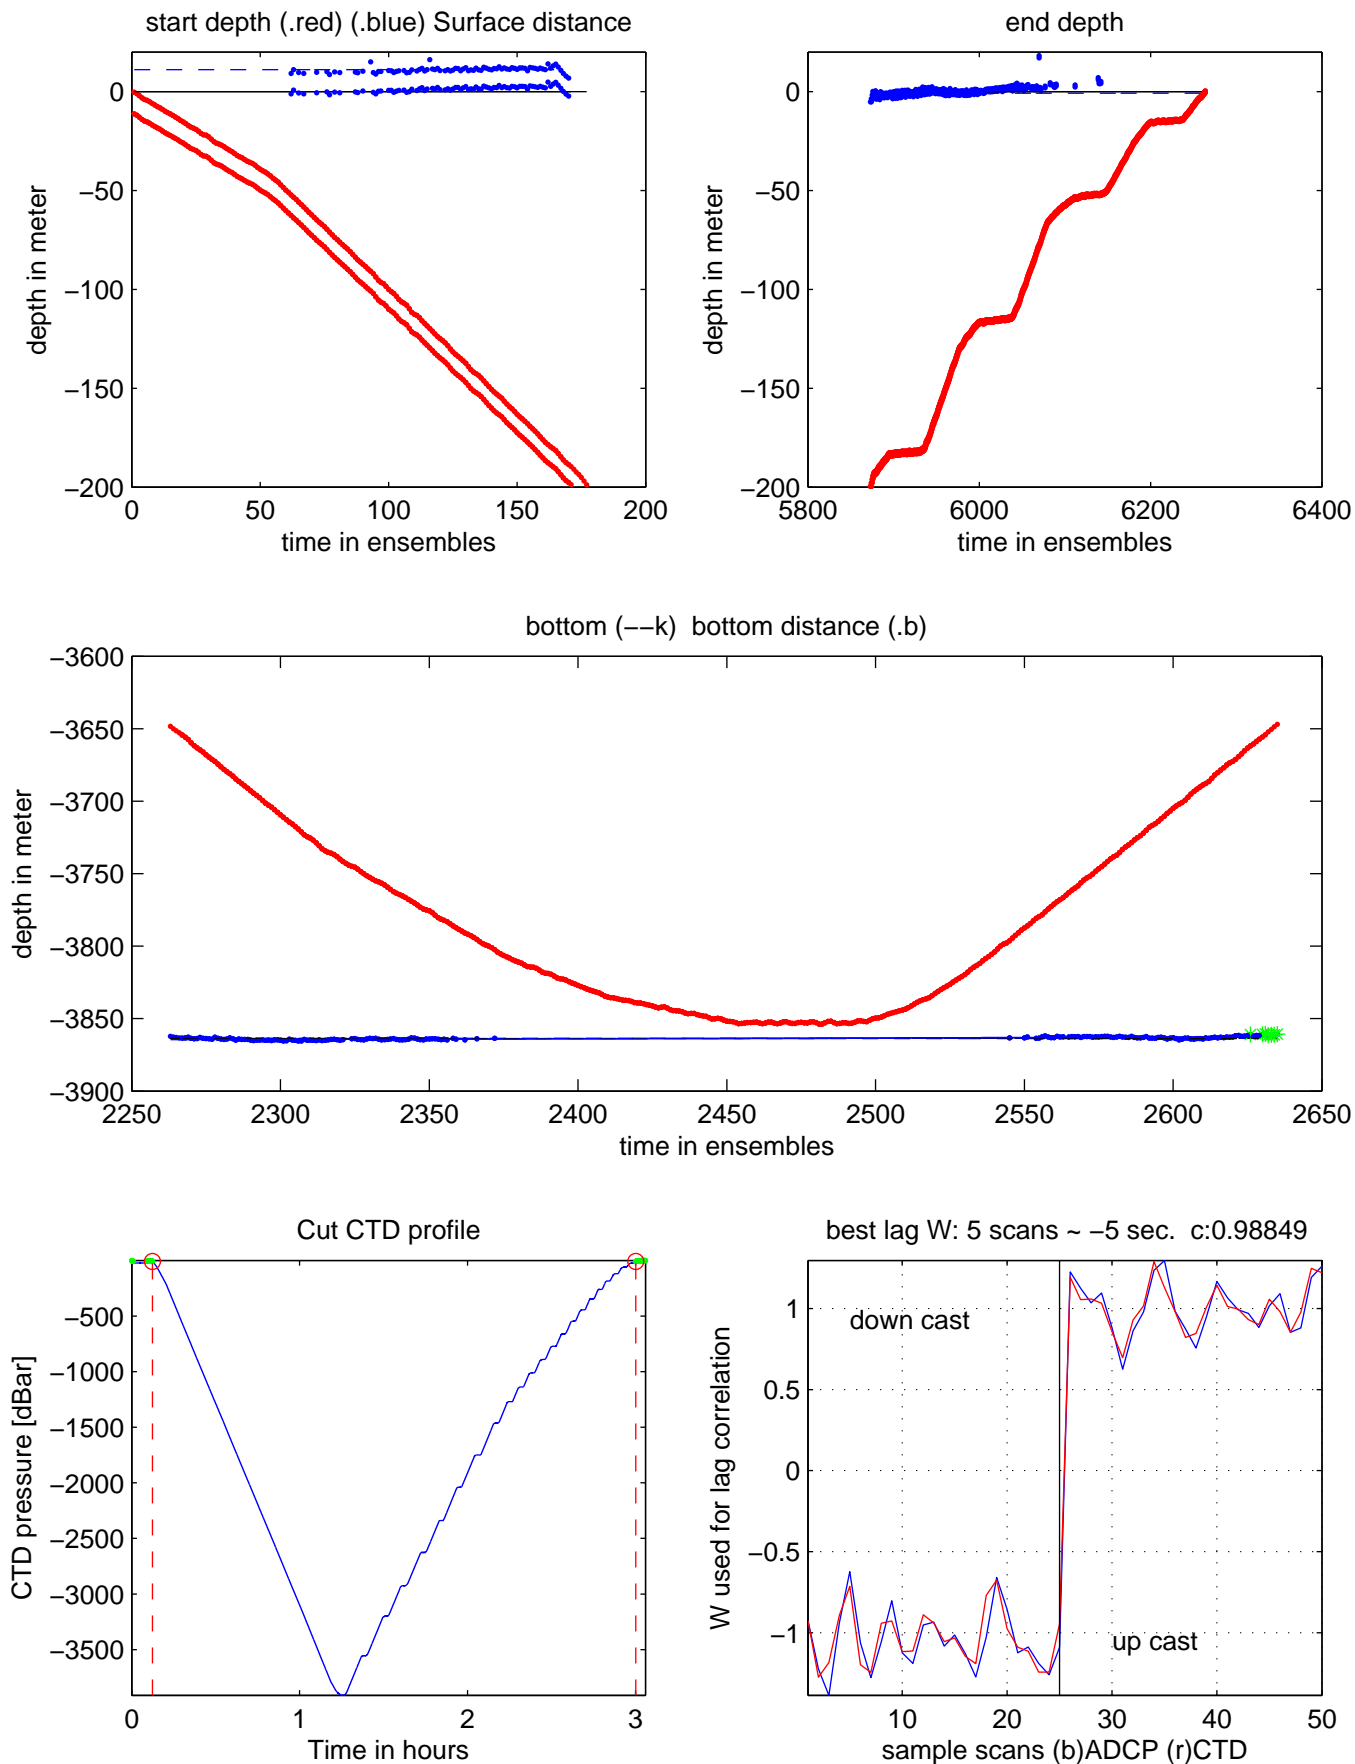 start depth (.red) (.blue) Surface distance
0
−50
−100
−150
−200
depth in meter
0 50 100 150 200
time in ensembles
end depth
0
−50
−100
−150
−200
depth in meter
5800 6000 6200 6400
time in ensembles
bottom (−−k) bottom distance (.b)
−3600
−3650
−3700
−3750
−3800
−3850
−3900
depth in meter
2250 2300 2350 2400 2450 2500 2550 2600 2650
time in ensembles
Cut CTD profile
−500
−1000
−1500
−2000
−2500
−3000
−3500
CTD pressure [dBar]
0 1 2 3
Time in hours
best lag W: 5 scans ~ −5 sec. c:0.98849
1
0.5
0
−0.5
−1
W used for lag correlation
down cast
up cast
10 20 30 40 50
sample scans (b)ADCP (r)CTD